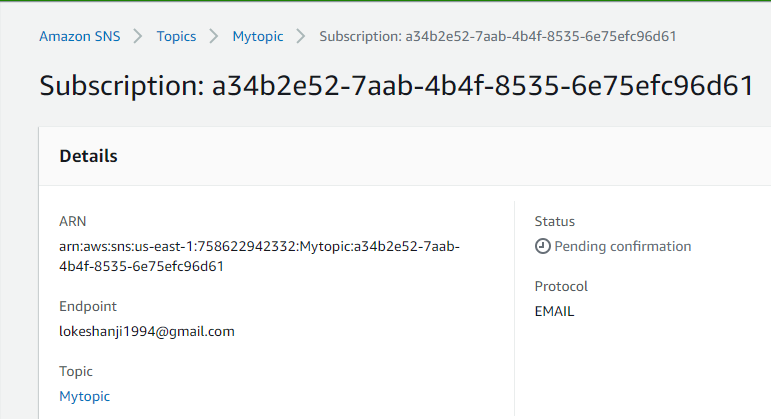 Amazon SNS > Topics > Mytopic > Subscription: a34b2e52-7aab-4b4f-8535-6e75efc96d61
Subscription: a34b2e52-7aab-4b4f-8535-6e75efc96d61
Details
ARN
arn:aws:sns:us-east-1:758622942332:Mytopic:a34b2e52-7aab-
4b4f-8535-6e75efc96d61
Endpoint
lokeshanji1994@gmail.com
Topic
Mytopic
Status
Pending confirmation
Protocol
EMAIL